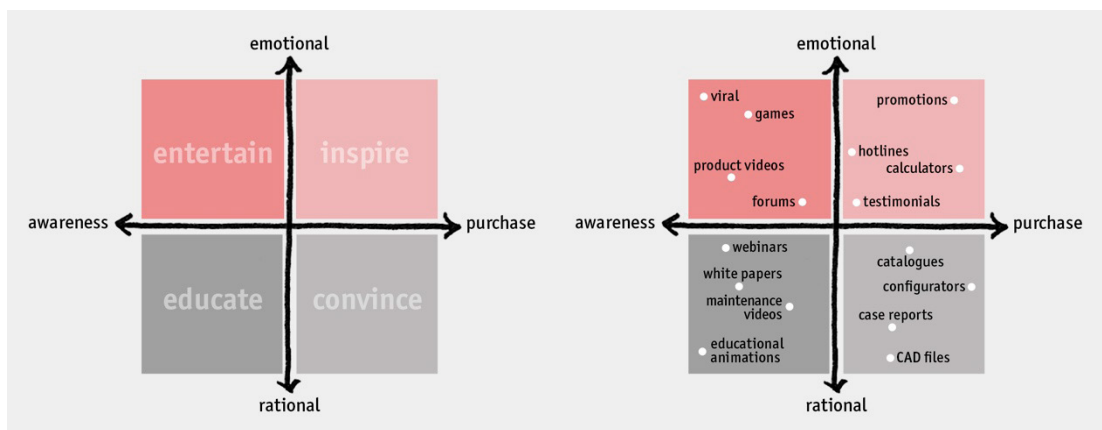 emotional
entertain
inspire
awareness
purchase
educate
convince
rational
emotional
viral
games
promotions
product videos
hotlines
calculators
forums
testimonials
awareness
purchase
webinars
white papers
maintenance
videos
educational
animations
catalogues
configurators
case reports
CAD files
rational